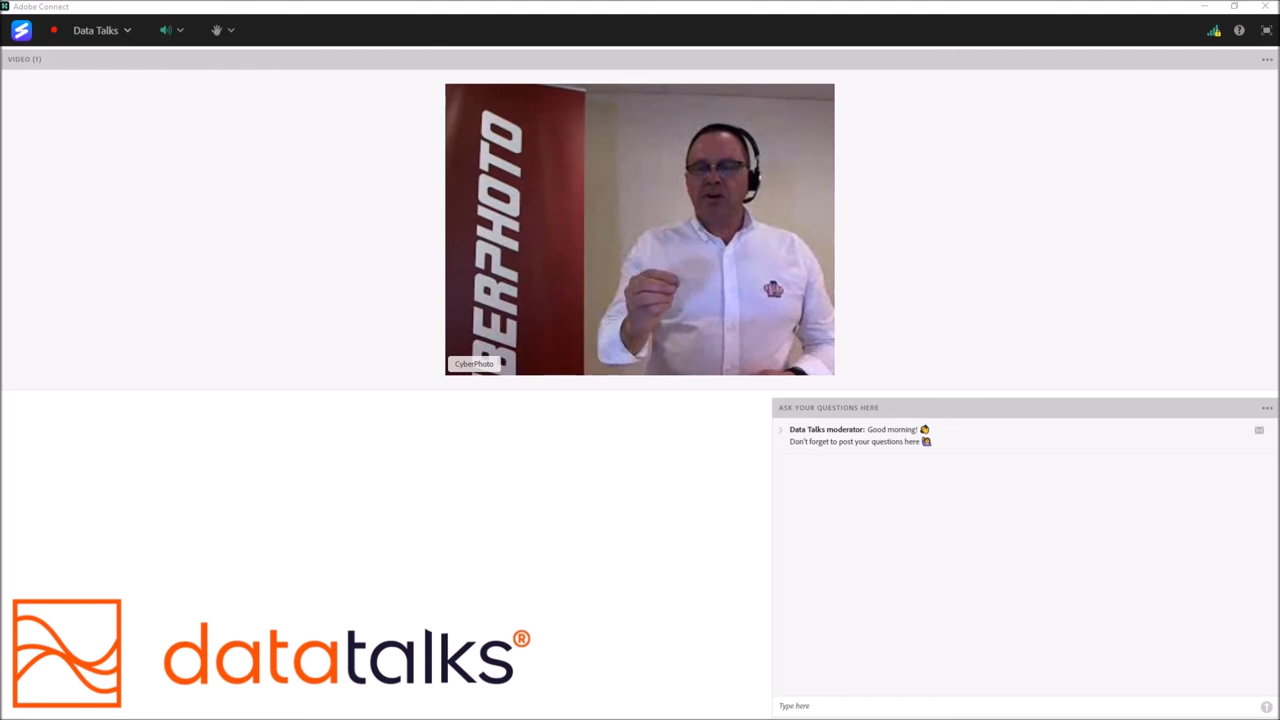 Adobe Connect
Data Talks
VIDEO (1)
BERPHOTO
CyberPhoto
ASK YOUR QUESTIONS HERE
Data Talks moderator: Good morning!
Don't forget to post your questions here
datatalks®
Type here